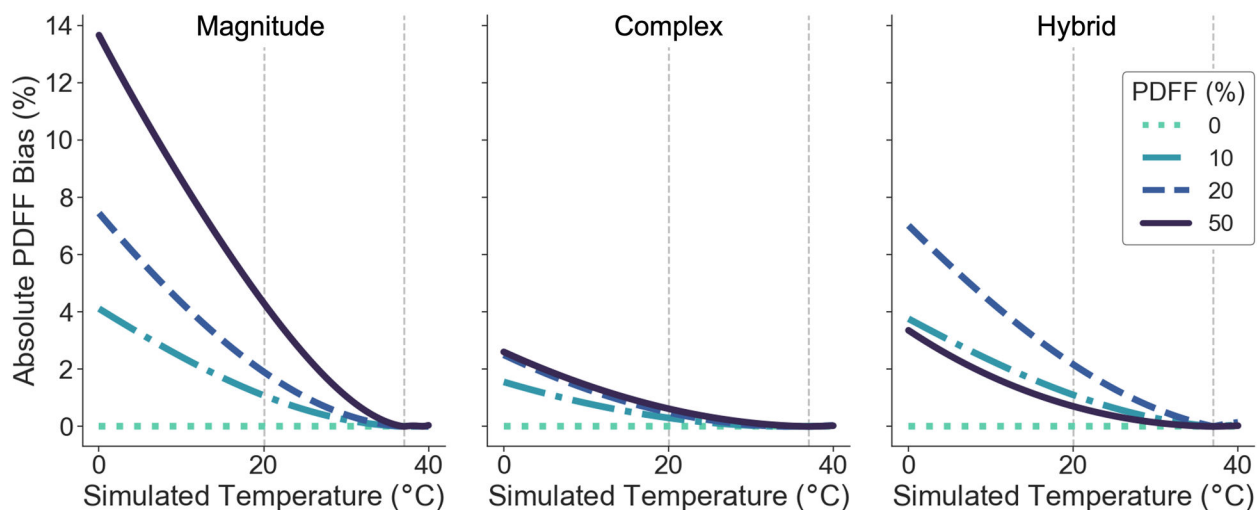 Magnitude
Complex
Hybrid
Absolute PDFF Bias (%)
14
12
10
8
6
4
2
0
PDFF (%)
0
10
20
50
0 20 40
0 20 40
0 20 40
Simulated Temperature (°C)
Simulated Temperature (°C)
Simulated Temperature (°C)